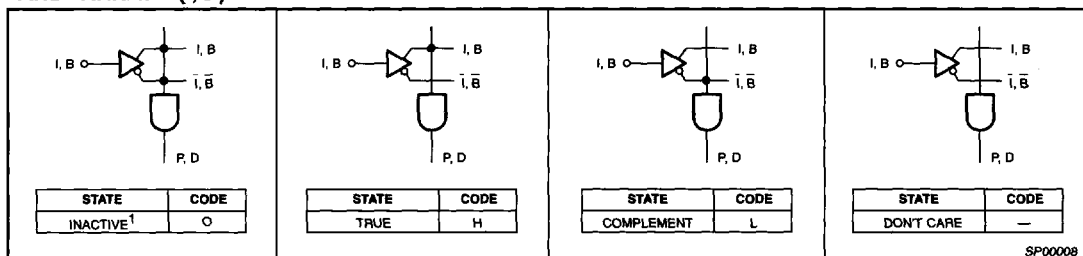 I, B
I, B
I̅, B̅
P, D
STATE CODE
INACTIVE¹ O
I, B
I, B
I̅, B̅
P, D
STATE CODE
TRUE H
I, B
I, B
I̅, B̅
P, D
STATE CODE
COMPLEMENT L
I, B
I, B
I̅, B̅
P, D
STATE CODE
DON'T CARE —
SP00008